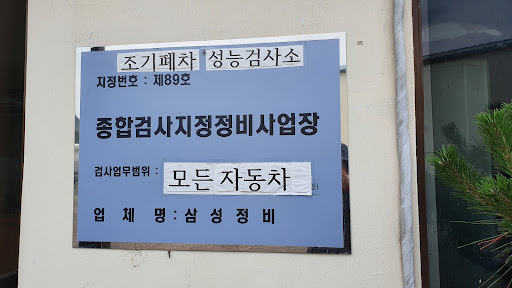 조기폐차 성능검사소
지정번호 : 제89호
종합검사지정정비사업장
검사업무범위 : 모든 자동차
업 체 명 : 삼 성 정 비